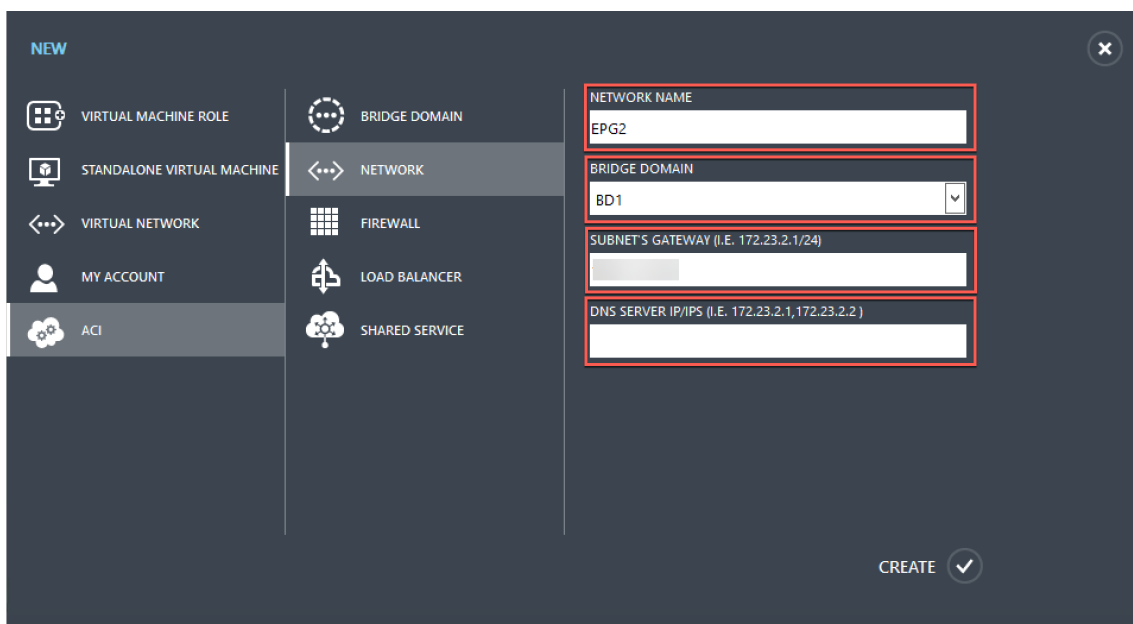 NEW
VIRTUAL MACHINE ROLE
STANDALONE VIRTUAL MACHINE
VIRTUAL NETWORK
MY ACCOUNT
ACI
BRIDGE DOMAIN
NETWORK
FIREWALL
LOAD BALANCER
SHARED SERVICE
NETWORK NAME
EPG2
BRIDGE DOMAIN
BD1
SUBNET'S GATEWAY (I.E. 172.23.2.1/24)
DNS SERVER IP/IPS (I.E. 172.23.2.1,172.23.2.2 )
CREATE